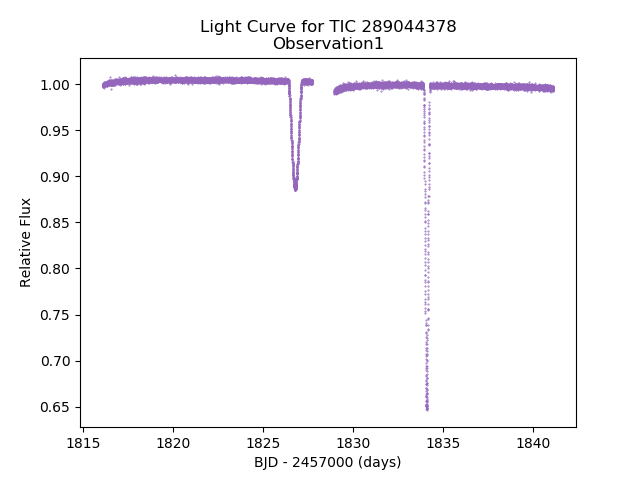 Light Curve for TIC 289044378
Observation1
1.00
0.95
0.90
0.85
0.80
0.75
0.70
0.65
Relative Flux
1815 1820 1825 1830 1835 1840
BJD - 2457000 (days)